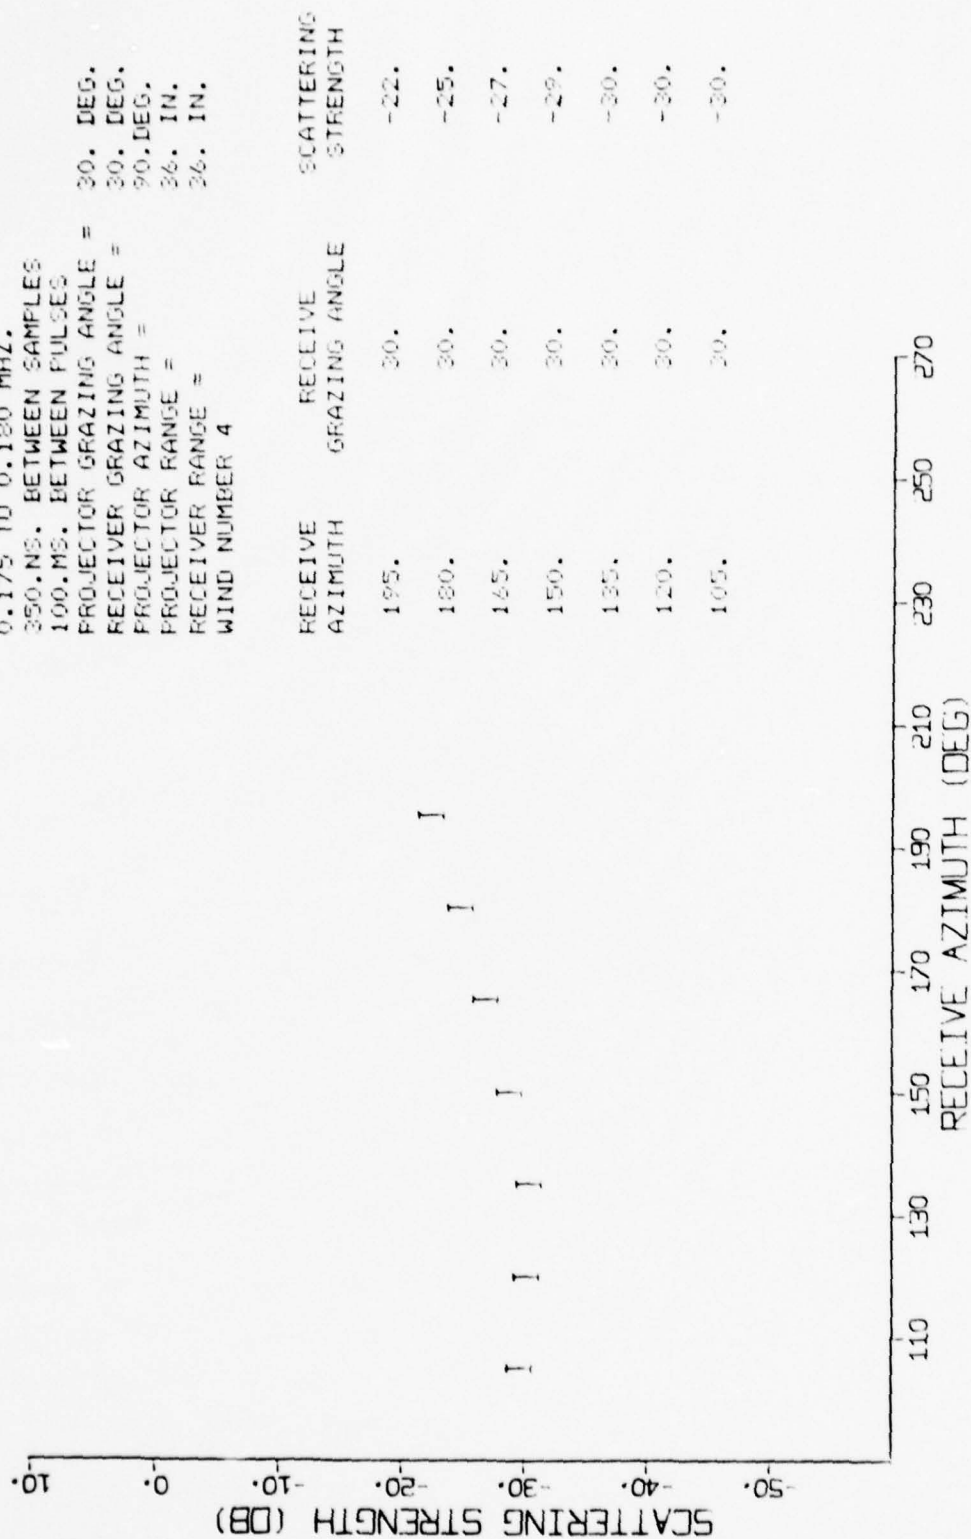 0.175 TO 0.180 MHZ.
350.NS. BETWEEN SAMPLES
100.MS. BETWEEN PULSES
PROJECTOR GRAZING ANGLE = 30. DEG.
RECEIVER GRAZING ANGLE = 30. DEG.
PROJECTOR AZIMUTH = 90.DEG.
PROJECTOR RANGE = 36. IN.
RECEIVER RANGE = 36. IN.
WIND NUMBER 4
RECEIVE RECEIVE SCATTERING
AZIMUTH GRAZING ANGLE STRENGTH
195. 30. -22.
180. 30. -25.
165. 30. -27.
150. 30. -29.
135. 30. -30.
120. 30. -30.
105. 30. -30.
SCATTERING STRENGTH (DB)
10.
0.
-10.
-20.
-30.
-40.
-50.
110 130 150 170 190 210 230 250 270
RECEIVE AZIMUTH (DEG)